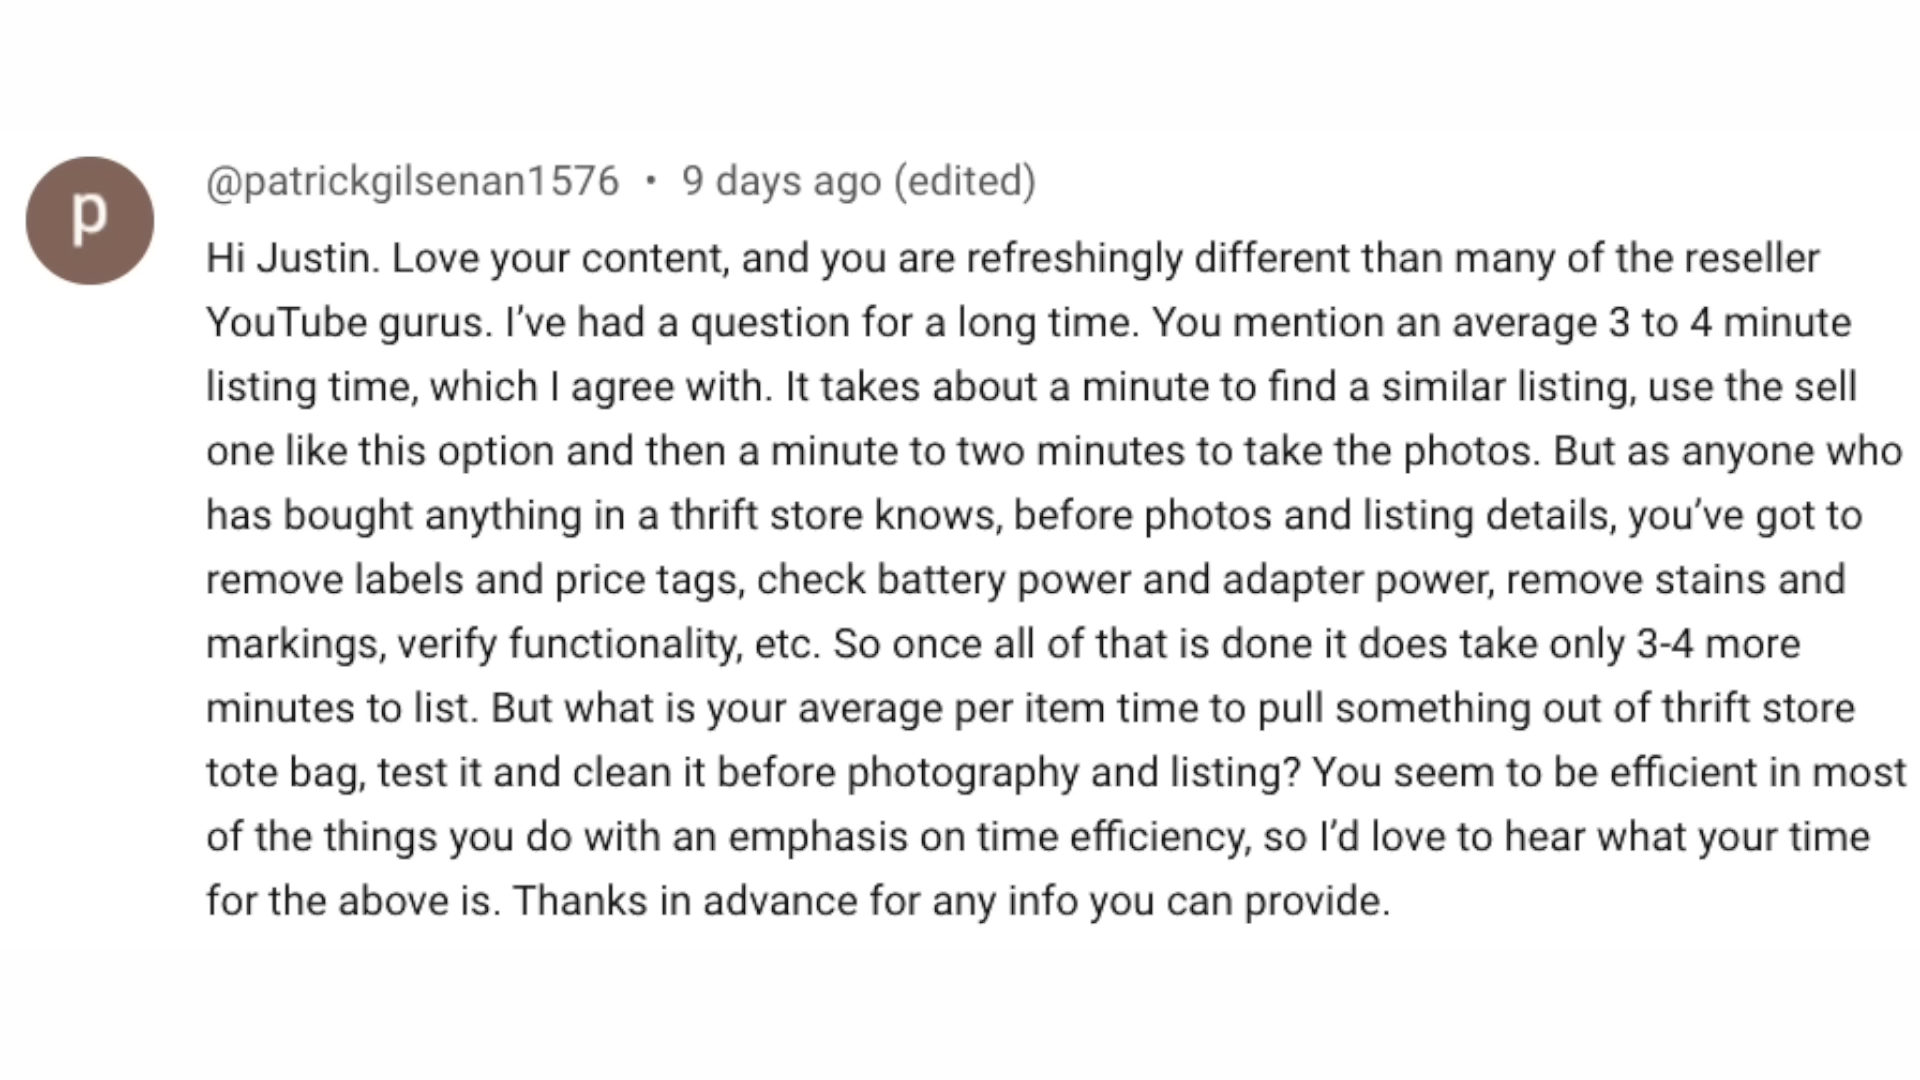 p
@patrickgilsenan1576 • 9 days ago (edited)
Hi Justin. Love your content, and you are refreshingly different than many of the reseller
YouTube gurus. I’ve had a question for a long time. You mention an average 3 to 4 minute
listing time, which I agree with. It takes about a minute to find a similar listing, use the sell
one like this option and then a minute to two minutes to take the photos. But as anyone who
has bought anything in a thrift store knows, before photos and listing details, you’ve got to
remove labels and price tags, check battery power and adapter power, remove stains and
markings, verify functionality, etc. So once all of that is done it does take only 3-4 more
minutes to list. But what is your average per item time to pull something out of thrift store
tote bag, test it and clean it before photography and listing? You seem to be efficient in most
of the things you do with an emphasis on time efficiency, so I’d love to hear what your time
for the above is. Thanks in advance for any info you can provide.